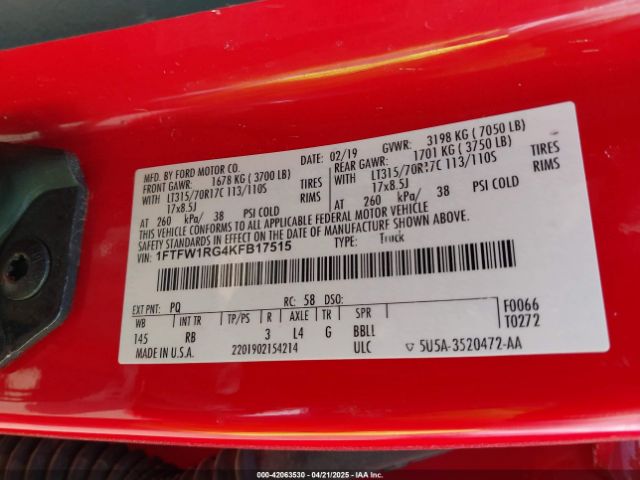 MFD. BY FORD MOTOR CO.
DATE: 02/19 GVWR: 3198 KG ( 7050 LB)
FRONT GAWR: 1678 KG ( 3700 LB) REAR GAWR: 1701 KG ( 3750 LB)
WITH LT315/70R17C 113/110S TIRES WITH LT315/70R17C 113/110S TIRES
17x8.5J RIMS 17x8.5J RIMS
AT 260 kPa/ 38 PSI COLD AT 260 kPa/ 38 PSI COLD
THIS VEHICLE CONFORMS TO ALL APPLICABLE FEDERAL MOTOR VEHICLE
SAFETY STANDARDS IN EFFECT ON THE DATE OF MANUFACTURE SHOWN ABOVE.
VIN: 1FTFW1RG4KFB17515 TYPE: Truck
EXT PNT: PQ RC: 58 DSO: F0066
WB INT TR TP/PS R AXLE TR SPR T0272
145 RB 3 L4 G BBLL
MADE IN U.S.A. 2201902154214 ULC ▽ 5U5A-3520472-AA
000-42063530 - 04/21/2025 - IAAI, INC.